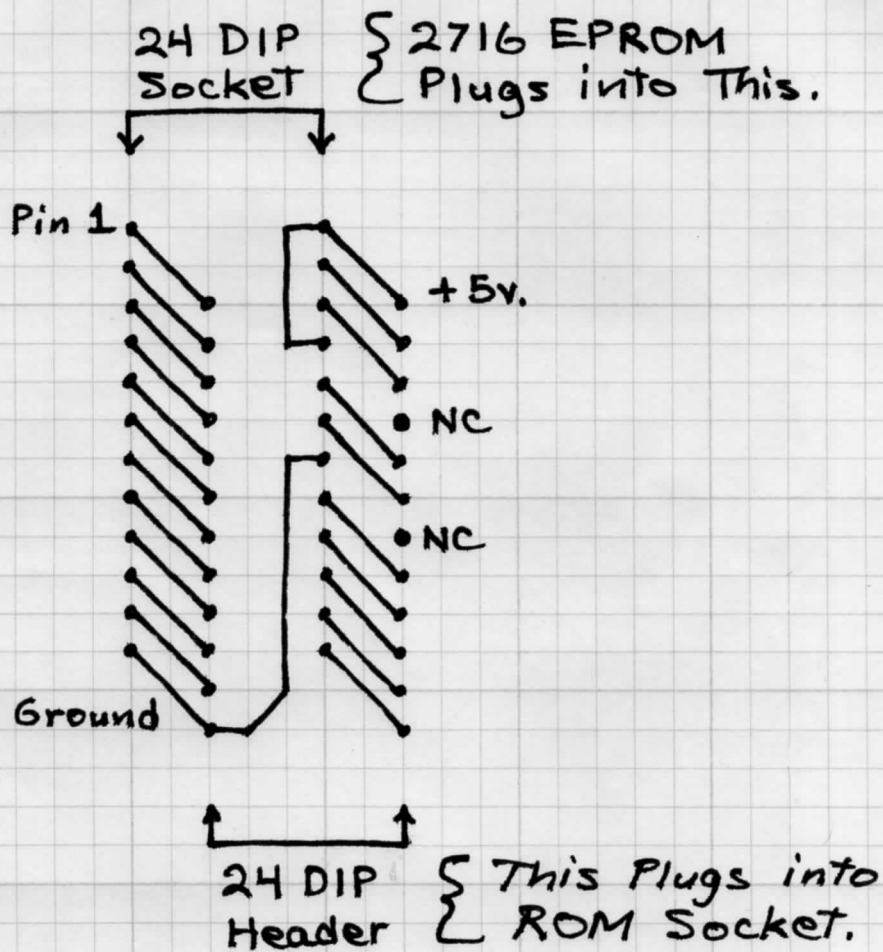 24 DIP
Socket
{ 2716 EPROM
Plugs into This.
Pin 1
+5v.
NC
NC
Ground
24 DIP
Header
{ This Plugs into
ROM Socket.